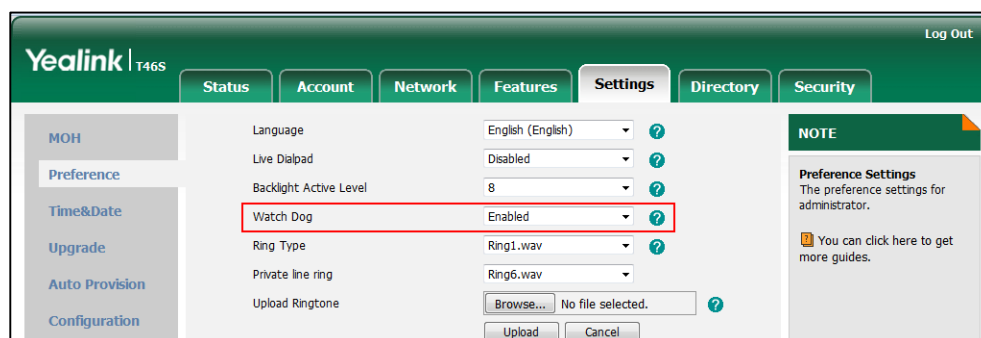 Log Out
Yealink T46S
Status Account Network Features Settings Directory Security
MOH
Preference
Time&Date
Upgrade
Auto Provision
Configuration
Language English (English)
Live Dialpad Disabled
Backlight Active Level 8
Watch Dog Enabled
Ring Type Ring1.wav
Private line ring Ring6.wav
Upload Ringtone Browse... No file selected.
Upload Cancel
NOTE
Preference Settings
The preference settings for
administrator.
You can click here to get
more guides.